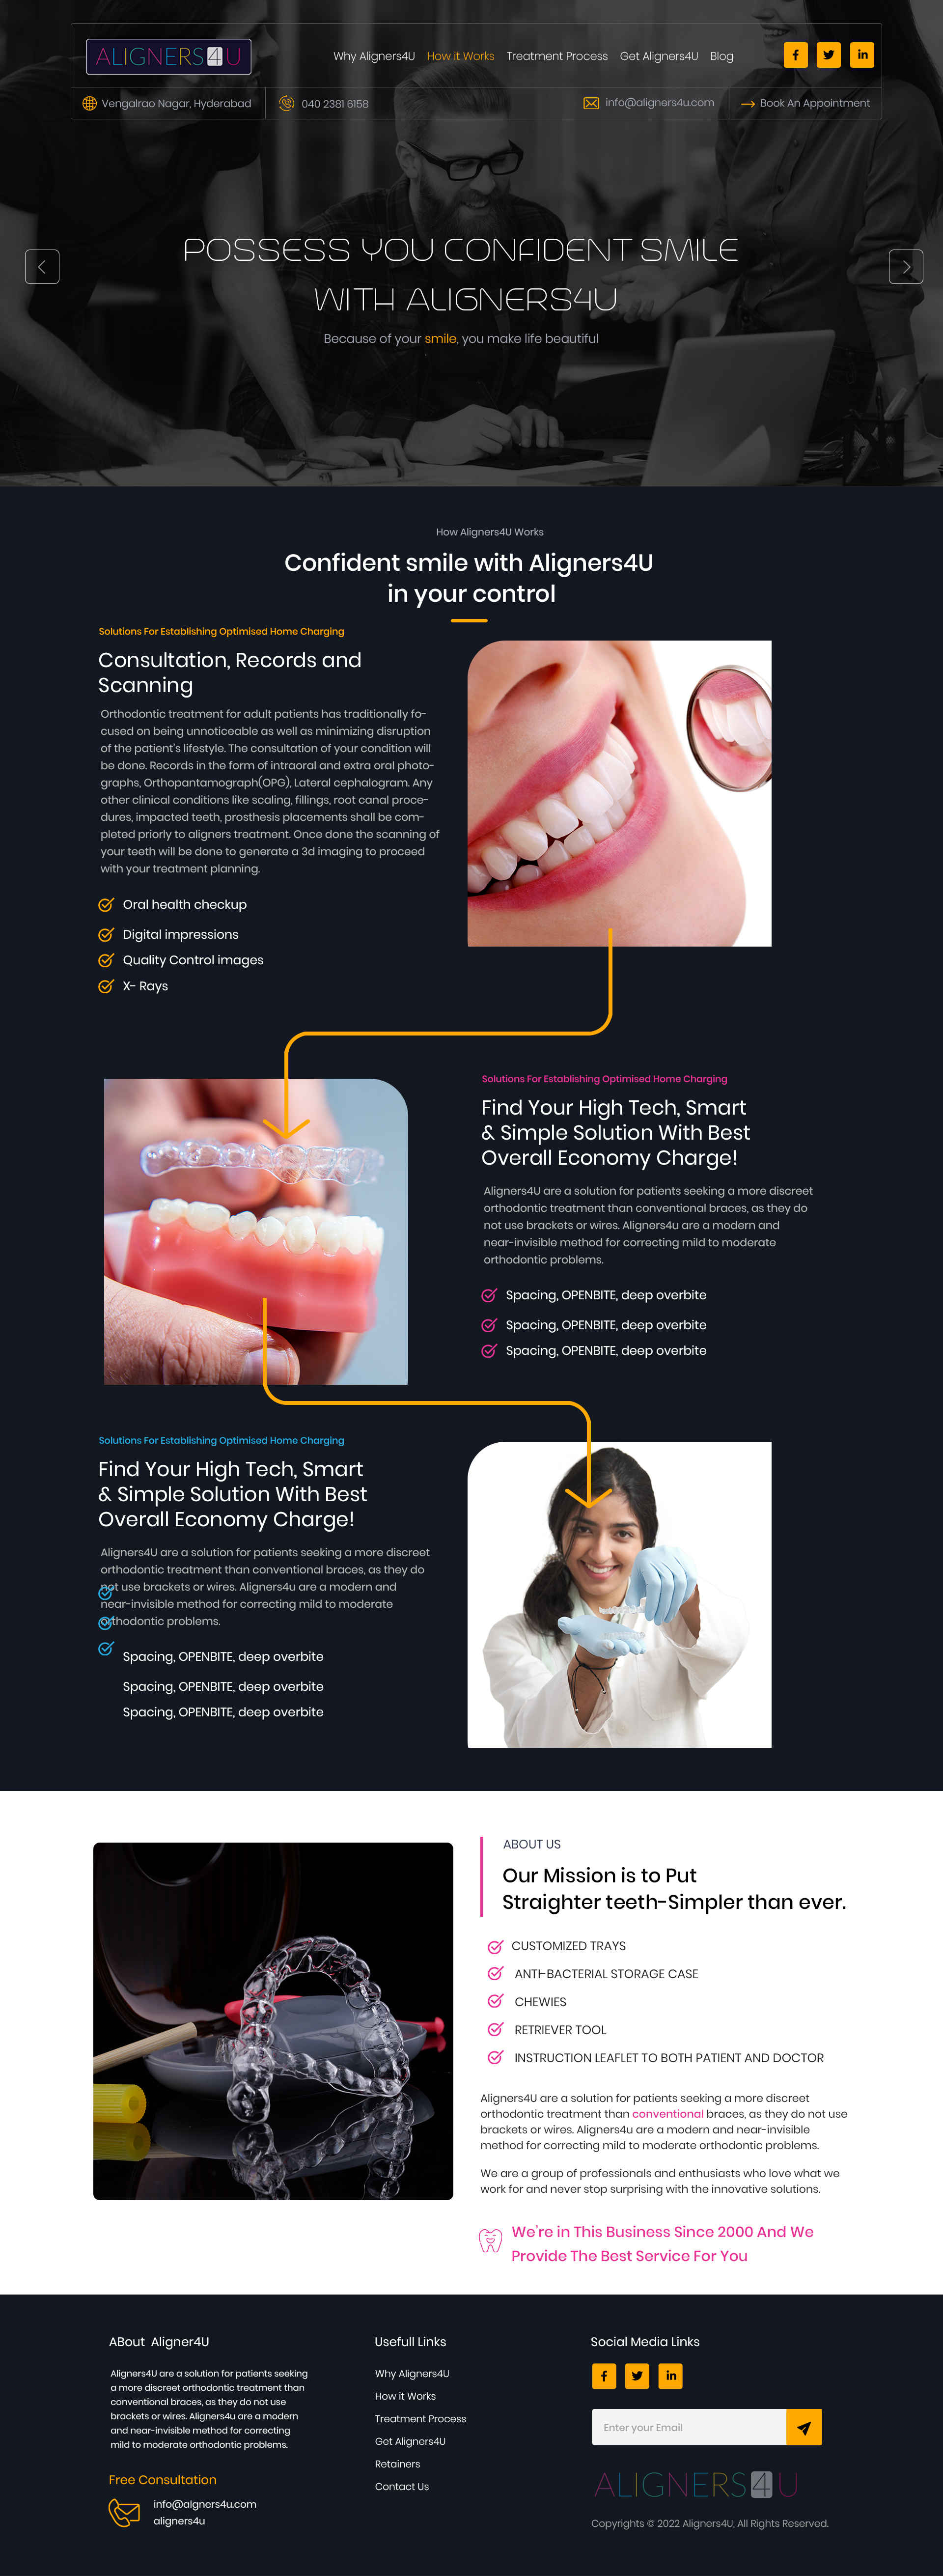 ALIGNERS4U
Why Aligners4U How it Works Treatment Process Get Aligners4U Blog
Vengalrao Nagar, Hyderabad
040 2381 6158
info@aligners4u.com
Book An Appointment
POSSESS YOU CONFIDENT SMILE
WITH ALIGNERS4U
Because of your smile, you make life beautiful
How Aligners4U Works
Confident smile with Aligners4U
in your control
Solutions For Establishing Optimised Home Charging
Consultation, Records and
Scanning
Orthodontic treatment for adult patients has traditionally fo-
cused on being unnoticeable as well as minimizing disruption
of the patient's lifestyle. The consultation of your condition will
be done. Records in the form of intraoral and extra oral photo-
graphs, Orthopantamograph(OPG), Lateral cephalogram. Any
other clinical conditions like scaling, fillings, root canal proce-
dures, impacted teeth, prosthesis placements shall be com-
pleted priorly to aligners treatment. Once done the scanning of
your teeth will be done to generate a 3d imaging to proceed
with your treatment planning.
Oral health checkup
Digital impressions
Quality Control images
X- Rays
Solutions For Establishing Optimised Home Charging
Find Your High Tech, Smart
& Simple Solution With Best
Overall Economy Charge!
Aligners4U are a solution for patients seeking a more discreet
orthodontic treatment than conventional braces, as they do
not use brackets or wires. Aligners4u are a modern and
near-invisible method for correcting mild to moderate
orthodontic problems.
Spacing, OPENBITE, deep overbite
Spacing, OPENBITE, deep overbite
Spacing, OPENBITE, deep overbite
Solutions For Establishing Optimised Home Charging
Find Your High Tech, Smart
& Simple Solution With Best
Overall Economy Charge!
Aligners4U are a solution for patients seeking a more discreet
orthodontic treatment than conventional braces, as they do
not use brackets or wires. Aligners4u are a modern and
near-invisible method for correcting mild to moderate
orthodontic problems.
Spacing, OPENBITE, deep overbite
Spacing, OPENBITE, deep overbite
Spacing, OPENBITE, deep overbite
ABOUT US
Our Mission is to Put
Straighter teeth-Simpler than ever.
CUSTOMIZED TRAYS
ANTI-BACTERIAL STORAGE CASE
CHEWIES
RETRIEVER TOOL
INSTRUCTION LEAFLET TO BOTH PATIENT AND DOCTOR
Aligners4U are a solution for patients seeking a more discreet
orthodontic treatment than conventional braces, as they do not use
brackets or wires. Aligners4u are a modern and near-invisible
method for correcting mild to moderate orthodontic problems.
We are a group of professionals and enthusiasts who love what we
work for and never stop surprising with the innovative solutions.
We're in This Business Since 2000 And We
Provide The Best Service For You
ABout Aligner4U
Aligners4U are a solution for patients seeking
a more discreet orthodontic treatment than
conventional braces, as they do not use
brackets or wires. Aligners4u are a modern
and near-invisible method for correcting
mild to moderate orthodontic problems.
Free Consultation
info@algners4u.com
aligners4u
Usefull Links
Why Aligners4U
How it Works
Treatment Process
Get Aligners4U
Retainers
Contact Us
Social Media Links
Enter your Email
ALIGNERS4U
Copyrights © 2022 Aligners4U, All Rights Reserved.